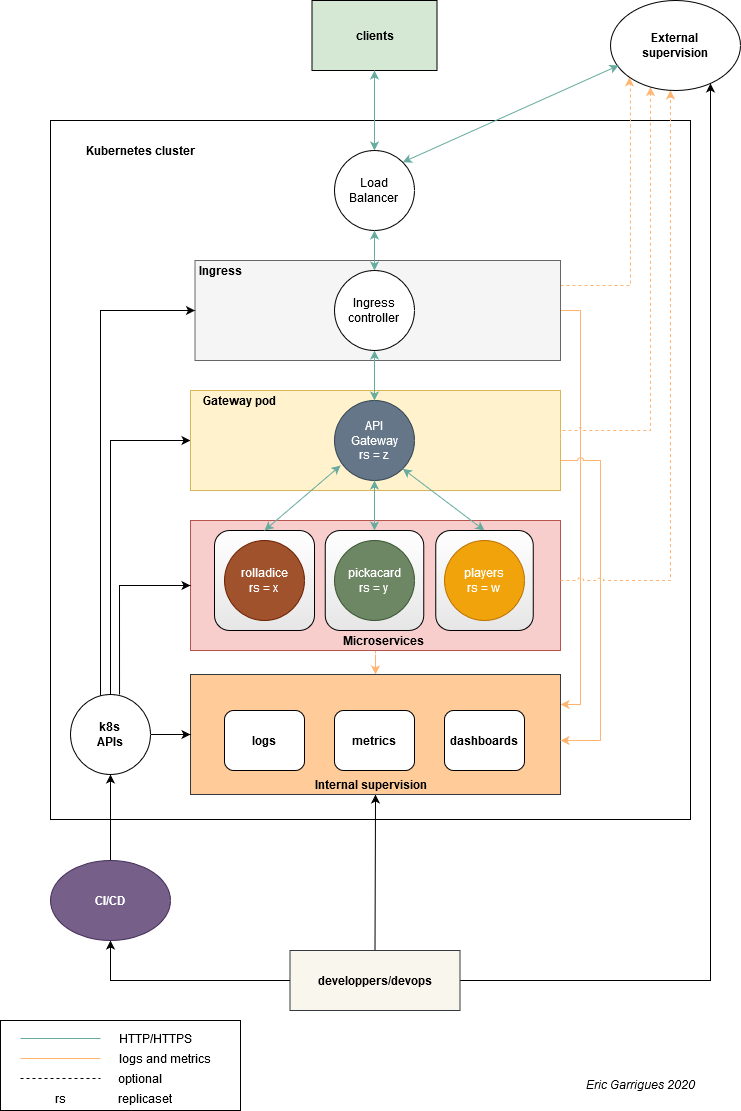 clients
External
supervision
Kubernetes cluster
Load
Balancer
Ingress
Ingress
controller
Gateway pod
API
Gateway
rs = z
rolladice
rs = x
pickacard
rs = y
players
rs = w
Microservices
k8s
APIs
logs
metrics
dashboards
Internal supervision
CI/CD
developpers/devops
HTTP/HTTPS
logs and metrics
optional
rs replicaset
Eric Garrigues 2020